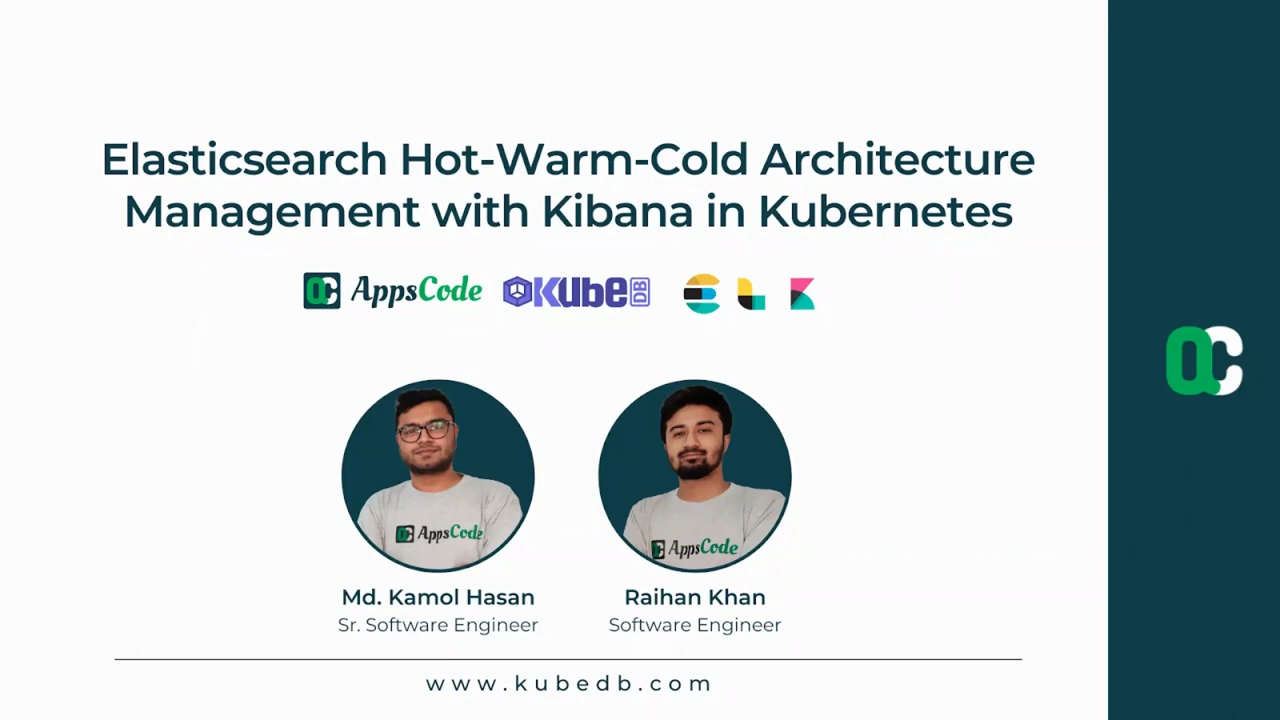 Elasticsearch Hot-Warm-Cold Architecture
Management with Kibana in Kubernetes
AppsCode KubeDB
AppsCode AppsCode
Md. Kamol Hasan
Sr. Software Engineer
Raihan Khan
Software Engineer
www.kubedb.com